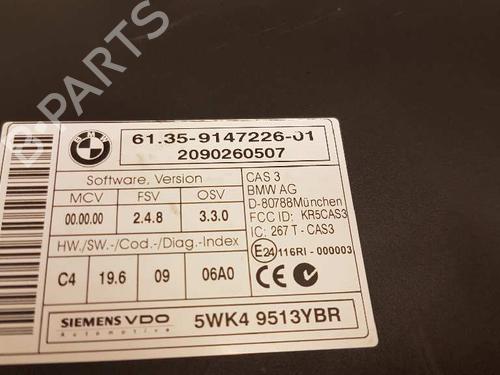 B-PARTS
BMW
61.35-9147226-01
2090260507
Software, Version
MCV FSV OSV
00.00.00 2.4.8 3.3.0
HW./SW.-/Cod.-/Diag.-Index
C4 19.6 09 06A0
CAS 3
BMW AG
D-80788München
FCC ID: KR5CAS3
IC: 267 T - CAS3
E24 116RI - 000003
CE
SIEMENS VDO
Automotive
5WK4 9513YBR